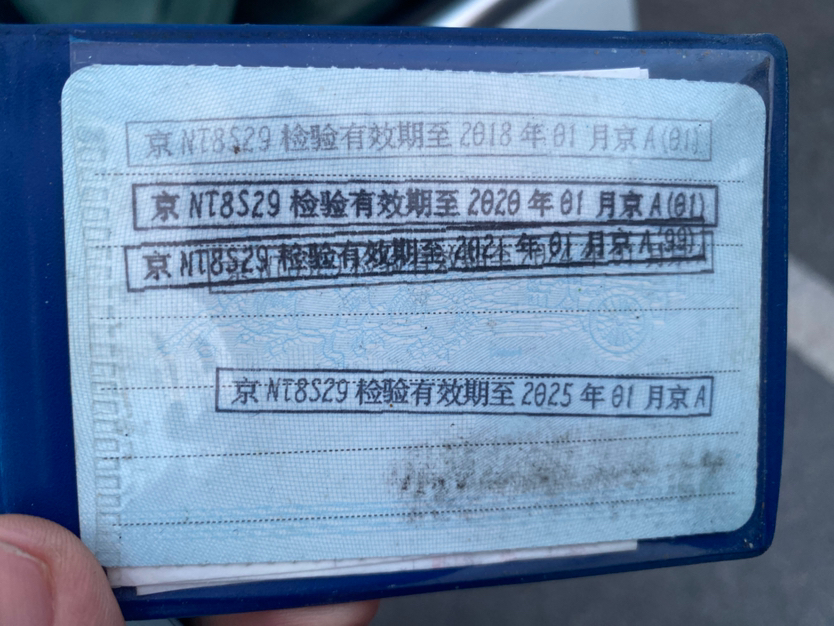 京 NT8S29 检验有效期至 2018 年 01 月京 A(01)
京 NT8S29 检验有效期至 2020 年 01 月京 A(01)
京 NT8S29 检验有效期至 2021 年 01 月京 A(99)
京 NT8S29 检验有效期至 2025 年 01 月京 A